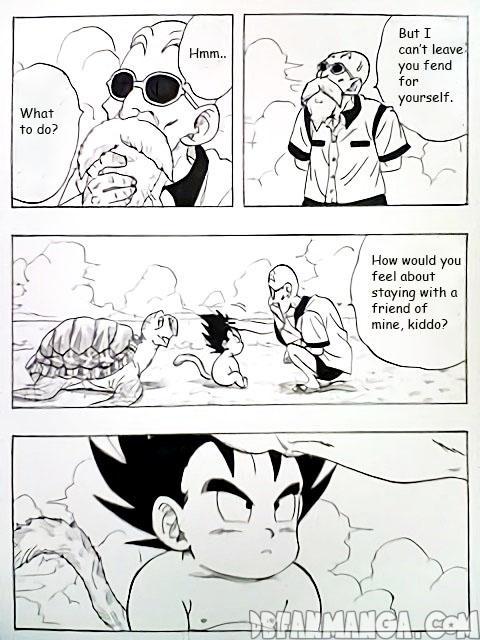 Hmm..
What
to do?
But I
can't leave
you fend
for
yourself.
How would you
feel about
staying with a
friend of
mine, kiddo?
DBFANMANGA.COM